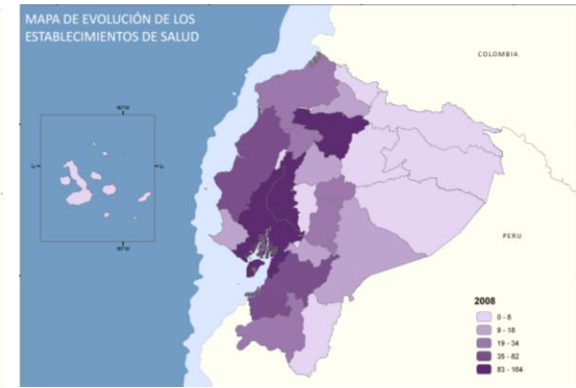 MAPA DE EVOLUCIÓN DE LOS
ESTABLECIMIENTOS DE SALUD
COLOMBIA
PERU
2008
0 - 8
9 - 18
19 - 34
35 - 82
83 - 164